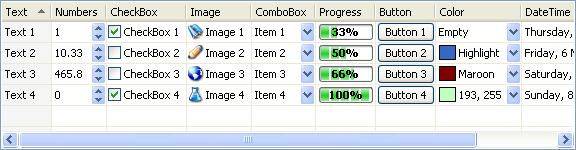 Text Numbers CheckBox Image ComboBox Progress Button Color DateTime
Text 1 1 CheckBox 1 Image 1 Item 1 33% Button 1 Empty Thursday,
Text 2 10.33 CheckBox 2 Image 2 Item 2 50% Button 2 Highlight Friday, 6 M
Text 3 465.8 CheckBox 3 Image 3 Item 3 66% Button 3 Maroon Saturday,
Text 4 0 CheckBox 4 Image 4 Item 4 100% Button 4 193, 255 Sunday, 8